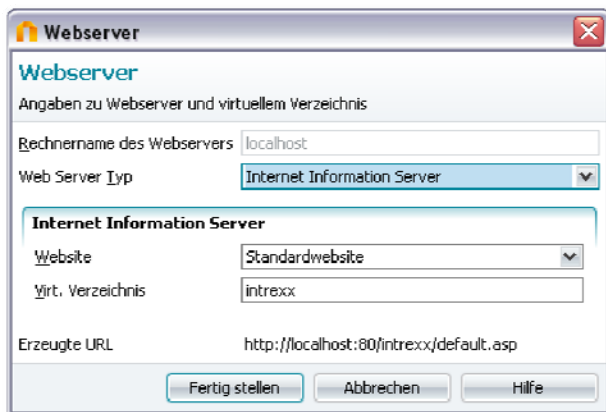 Webserver
Webserver
Angaben zu Webserver und virtuellem Verzeichnis
Rechnername des Webservers localhost
Web Server Typ Internet Information Server
Internet Information Server
Website Standardwebsite
Virt. Verzeichnis intrexx
Erzeugte URL http://localhost:80/intrexx/default.asp
Fertig stellen Abbrechen Hilfe